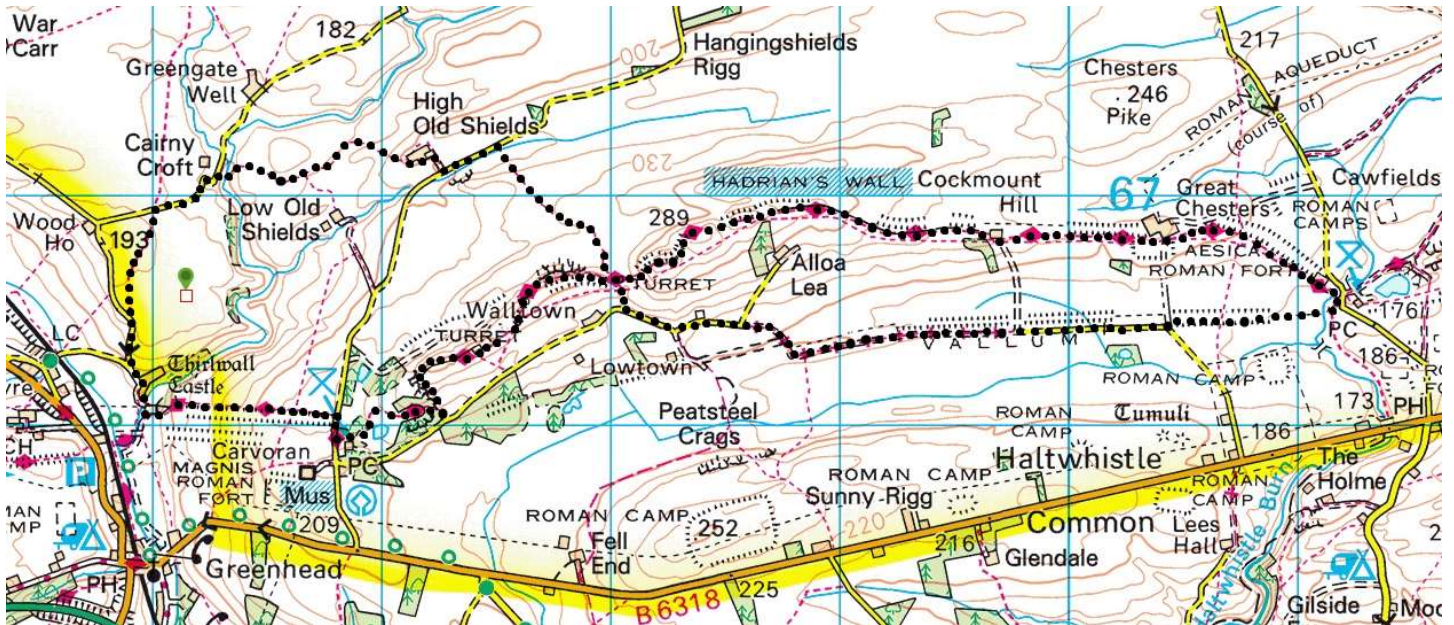 War
Carr
182
Greengate
Well
Hangingshields
Rigg
200
217
AQUEDUCT
ROMAN
(course of)
Chesters
246
Pike
High
Old Shields
Cairny
Croft
230
HADRIAN'S WALL
Cockmount
Hill
67
Great
Chesters
Cawfields
ROMAN
CAMPS
Wood
Ho
193
Low Old
Shields
289
AESICA
ROMAN FORT
TURRET
Alloa
Lea
Walltown
TURRET
PC
176
LC
Thirlwall
Castle
Lowtown
VALLUM
186
ROMAN CAMP
173
PH
Peatsteel
Crags
ROMAN
CAMP
Tumuli
186
Carvoran
MAGNIS
ROMAN
FORT
PC
Mus
P
209
ROMAN CAMP
252
ROMAN CAMP
Sunny Rigg
Haltwhistle
Common
The
Holme
ROMAN
CAMP
Lees
Hall
Haltwhistle Burn
220
216
Glendale
Fell
End
Greenhead
PH
225
B 6318
Gilside